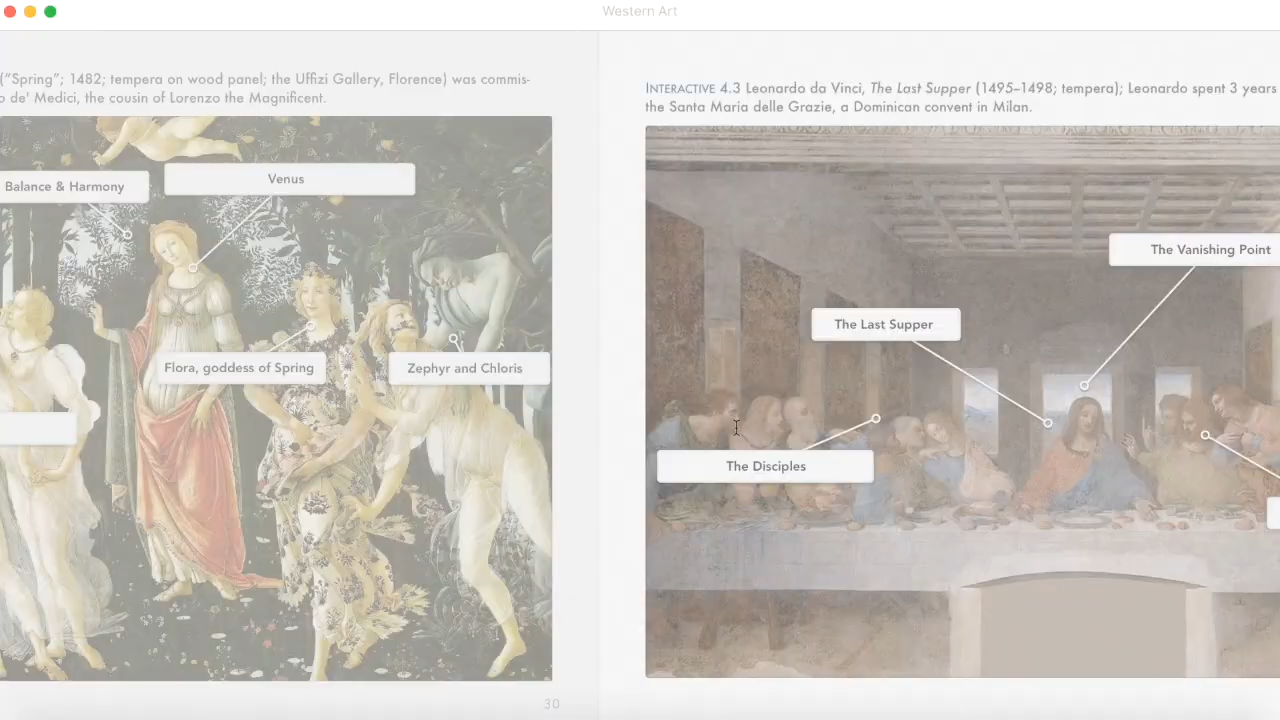 Western Art
("Spring"; 1482; tempera on wood panel; the Uffizi Gallery, Florence) was commis-
o de' Medici, the cousin of Lorenzo the Magnificent.
Balance & Harmony
Venus
Flora, goddess of Spring
Zephyr and Chloris
30
INTERACTIVE 4.3 Leonardo da Vinci, The Last Supper (1495–1498; tempera); Leonardo spent 3 years
the Santa Maria delle Grazie, a Dominican convent in Milan.
The Vanishing Point
The Last Supper
The Disciples